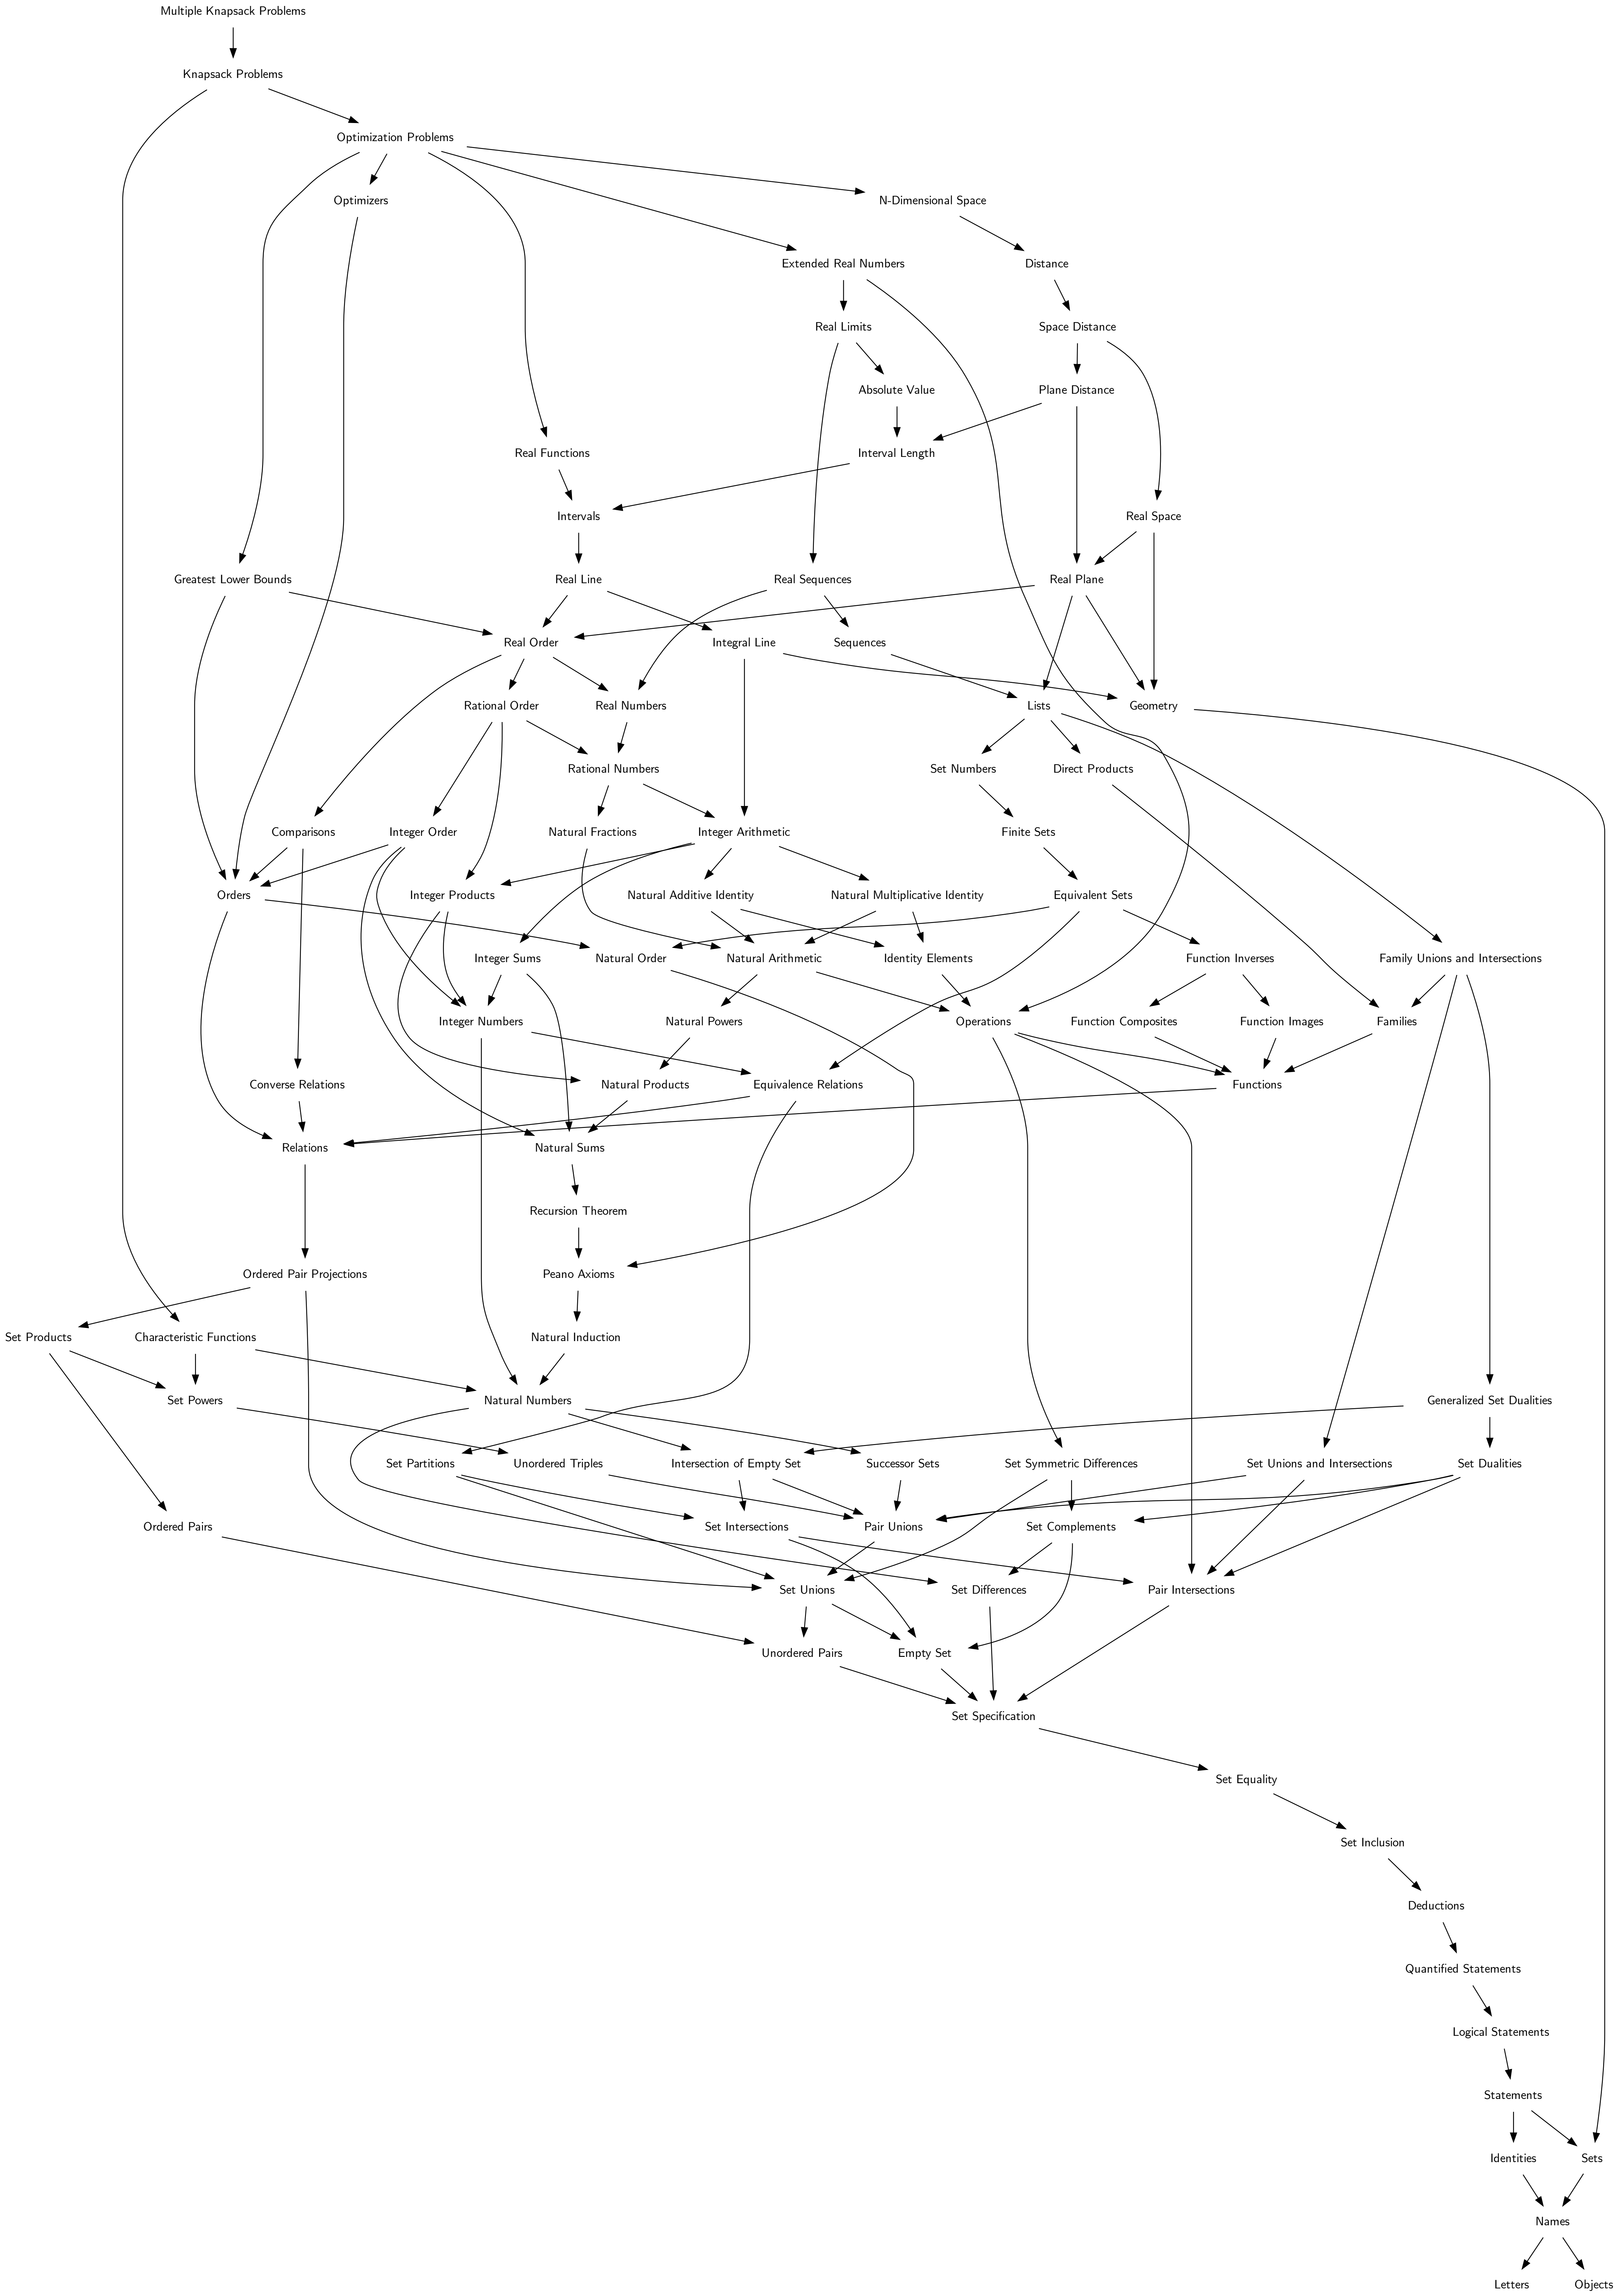 Multiple Knapsack Problems
Knapsack Problems
Optimization Problems
Optimizers
N-Dimensional Space
Extended Real Numbers
Distance
Real Limits
Space Distance
Absolute Value
Plane Distance
Real Functions
Interval Length
Intervals
Real Space
Greatest Lower Bounds
Real Line
Real Sequences
Real Plane
Real Order
Integral Line
Sequences
Rational Order
Real Numbers
Lists
Geometry
Rational Numbers
Set Numbers
Direct Products
Comparisons
Integer Order
Natural Fractions
Integer Arithmetic
Finite Sets
Orders
Integer Products
Natural Additive Identity
Natural Multiplicative Identity
Equivalent Sets
Integer Sums
Natural Order
Natural Arithmetic
Identity Elements
Function Inverses
Family Unions and Intersections
Integer Numbers
Natural Powers
Operations
Function Composites
Function Images
Families
Converse Relations
Natural Products
Equivalence Relations
Functions
Relations
Natural Sums
Recursion Theorem
Ordered Pair Projections
Peano Axioms
Set Products
Characteristic Functions
Natural Induction
Set Powers
Natural Numbers
Generalized Set Dualities
Set Partitions
Unordered Triples
Intersection of Empty Set
Successor Sets
Set Symmetric Differences
Set Unions and Intersections
Set Dualities
Ordered Pairs
Set Intersections
Pair Unions
Set Complements
Set Unions
Set Differences
Pair Intersections
Unordered Pairs
Empty Set
Set Specification
Set Equality
Set Inclusion
Deductions
Quantified Statements
Logical Statements
Statements
Identities
Sets
Names
Letters
Objects